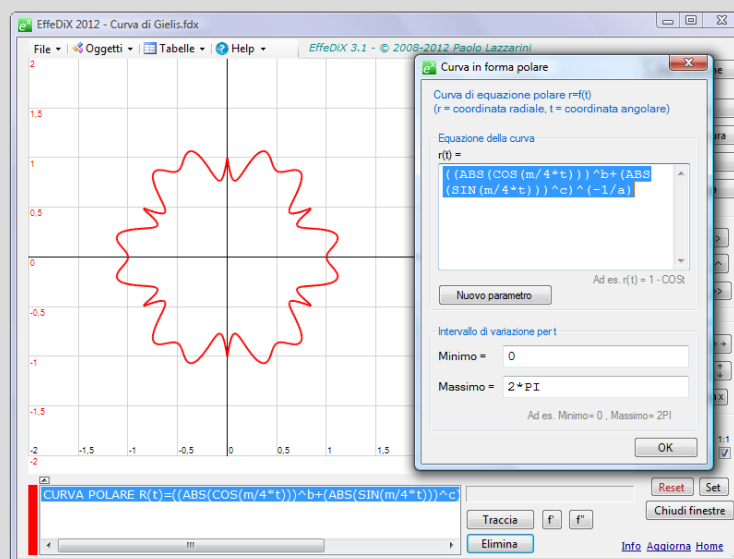 EffeDiX 2012 - Curva di Gielis.fdx
File
Oggetti
Tabelle
Help
EffeDiX 3.1 - © 2008-2012 Paolo Lazzarini
2
1,5
1
0,5
0
-0,5
-1
-1,5
-2
-2
-1,5
-1
-0,5
0
0,5
1
1,5
Curva in forma polare
Curva di equazione polare r=f(t)
(r = coordinata radiale, t = coordinata angolare)
Equazione della curva
r(t) =
((ABS(COS(m/4*t)))^b+(ABS
(SIN(m/4*t)))^c)^(-1/a)
Ad es. r(t) = 1 - COSt
Nuovo parametro
Intervallo di variazione per t
Minimo =
0
Massimo =
2*PI
Ad es. Minimo= 0 , Massimo= 2PI
OK
1:1
CURVA POLARE R(t)=((ABS(COS(m/4*t)))^b+(ABS(SIN(m/4*t)))^c)
Traccia
f'
f"
Elimina
Reset
Set
Chiudi finestre
Info
Aggiorna
Home